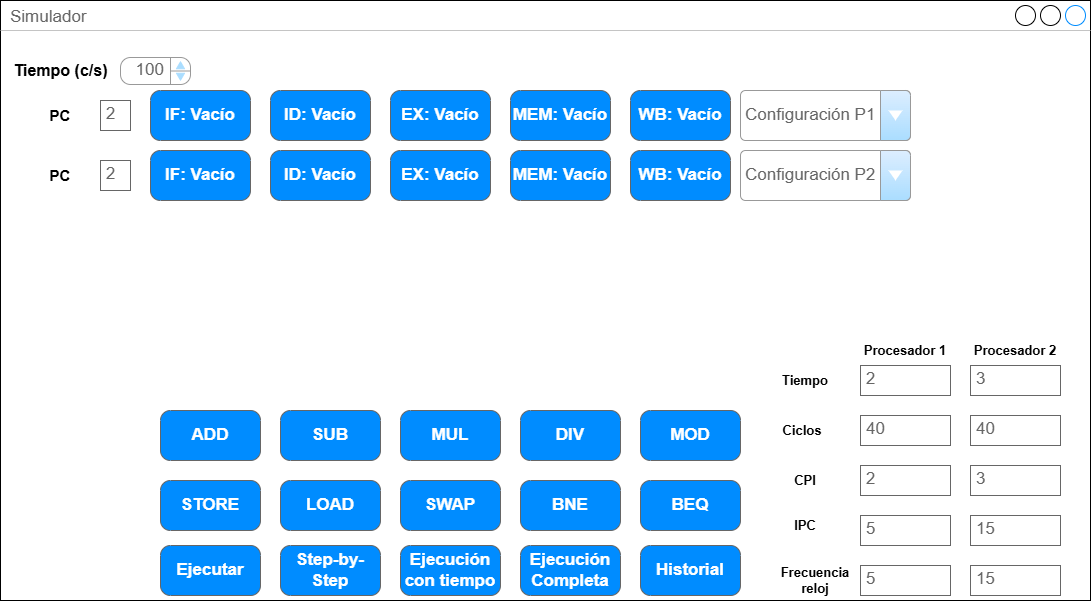 Simulador
Tiempo (c/s) 100
PC 2 IF: Vacío ID: Vacío EX: Vacío MEM: Vacío WB: Vacío Configuración P1
PC 2 IF: Vacío ID: Vacío EX: Vacío MEM: Vacío WB: Vacío Configuración P2
Procesador 1 Procesador 2
Tiempo 2 3
Ciclos 40 40
CPI 2 3
IPC 5 15
Frecuencia
reloj 5 15
ADD SUB MUL DIV MOD
STORE LOAD SWAP BNE BEQ
Ejecutar
Step-by-
Step
Ejecución
con tiempo
Ejecución
Completa
Historial